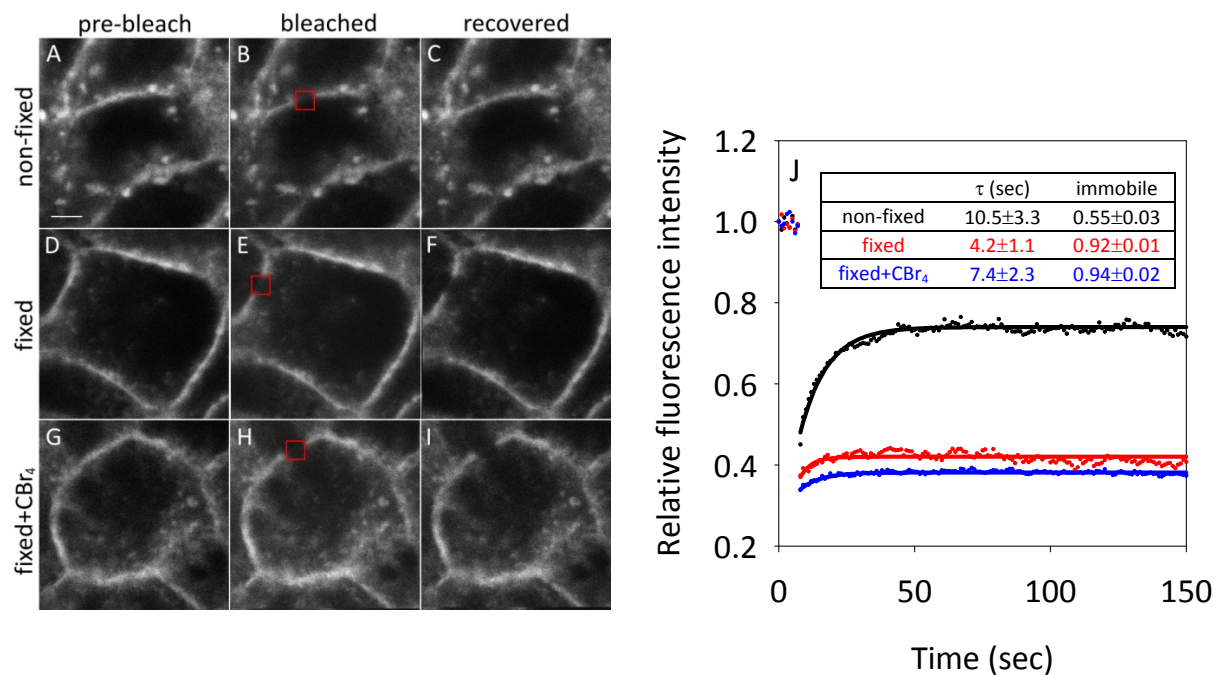 pre-bleach bleached recovered
non-fixed
A B C
fixed
D E F
fixed+CBr₄
G H I
Relative fluorescence intensity
1.2
1.0
0.8
0.6
0.4
0.2
J
τ (sec) immobile
non-fixed 10.5±3.3 0.55±0.03
fixed 4.2±1.1 0.92±0.01
fixed+CBr₄ 7.4±2.3 0.94±0.02
0 50 100 150
Time (sec)